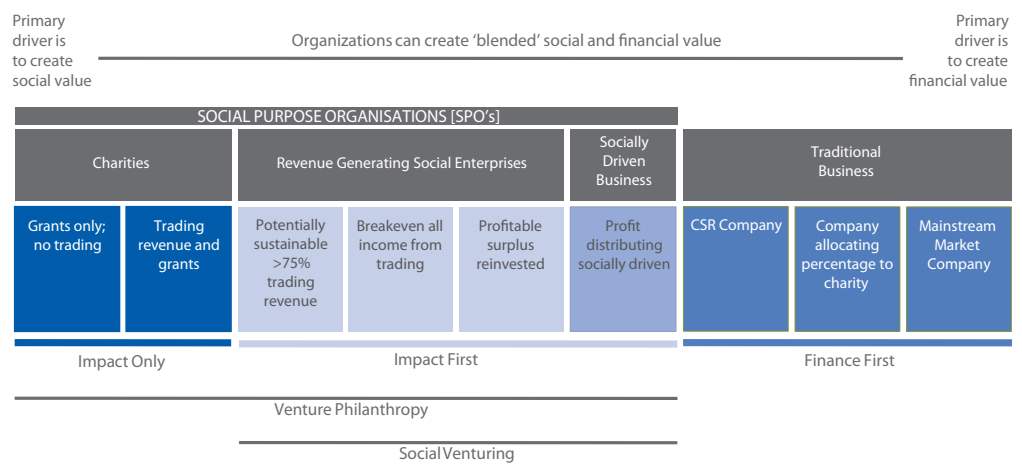 Primary
driver is
to create
social value
Organizations can create ‘blended’ social and financial value
Primary
driver is
to create
financial value
SOCIAL PURPOSE ORGANISATIONS [SPO's]
Charities
Revenue Generating Social Enterprises
Socially
Driven
Business
Traditional
Business
Grants only;
no trading
Trading
revenue and
grants
Potentially
sustainable
>75%
trading
revenue
Breakeven all
income from
trading
Profitable
surplus
reinvested
Profit
distributing
socially driven
CSR Company
Company
allocating
percentage to
charity
Mainstream
Market
Company
Impact Only
Impact First
Finance First
Venture Philanthropy
Social Venturing